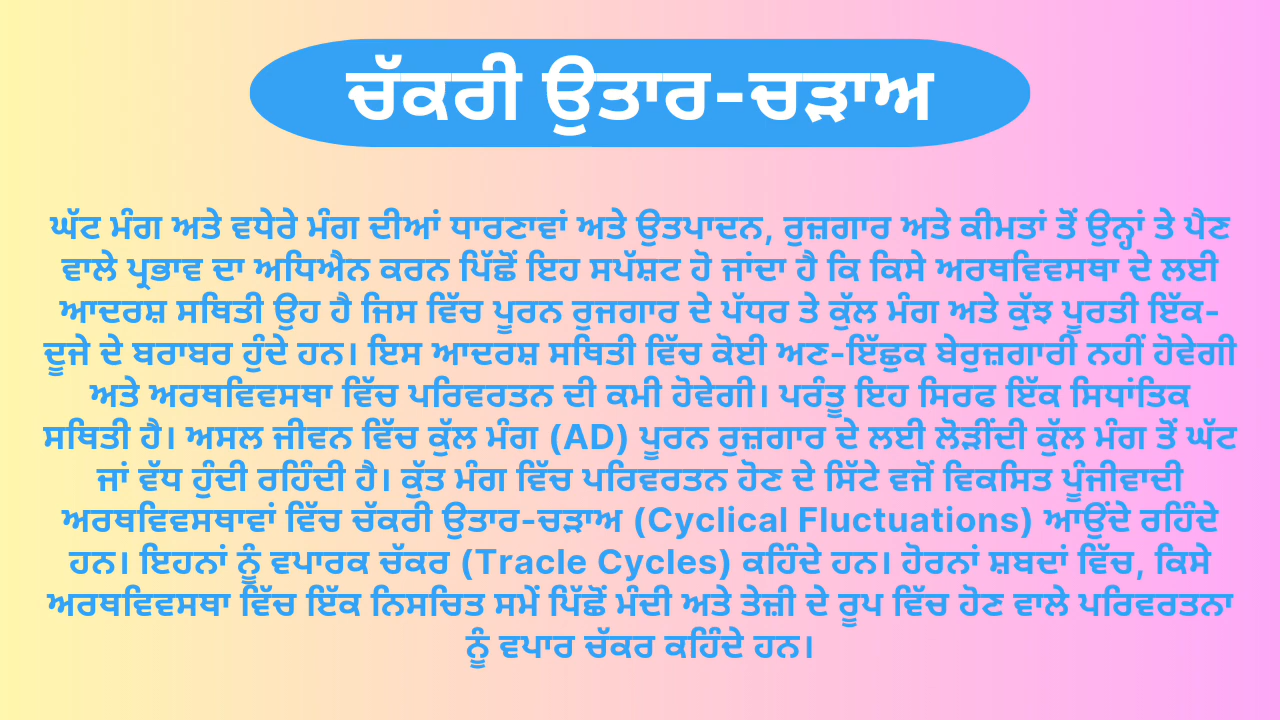 ਚੱਕਰੀ ਉਤਾਰ-ਚੜਾਅ
ਘੱਟ ਮੰਗ ਅਤੇ ਵਧੇਰੇ ਮੰਗ ਦੀਆਂ ਧਾਰਣਾਵਾਂ ਅਤੇ ਉਤਪਾਦਨ, ਰੁਜ਼ਗਾਰ ਅਤੇ ਕੀਮਤਾਂ ਤੋਂ ਉਨ੍ਹਾਂ ਤੇ ਪੈਣ
ਵਾਲੇ ਪ੍ਰਭਾਵ ਦਾ ਅਧਿਐਨ ਕਰਨ ਪਿੱਛੋਂ ਇਹ ਸਪੱਸ਼ਟ ਹੋ ਜਾਂਦਾ ਹੈ ਕਿ ਕਿਸੇ ਅਰਥਵਿਵਸਥਾ ਦੇ ਲਈ
ਆਦਰਸ਼ ਸਥਿਤੀ ਉਹ ਹੈ ਜਿਸ ਵਿੱਚ ਪੂਰਨ ਰੁਜਗਾਰ ਦੇ ਪੱਧਰ ਤੇ ਕੁੱਲ ਮੰਗ ਅਤੇ ਕੁੱਝ ਪੂਰਤੀ ਇੱਕ-
ਦੂਜੇ ਦੇ ਬਰਾਬਰ ਹੁੰਦੇ ਹਨ। ਇਸ ਆਦਰਸ਼ ਸਥਿਤੀ ਵਿੱਚ ਕੋਈ ਅਣ-ਇੱਛੁਕ ਬੇਰੁਜ਼ਗਾਰੀ ਨਹੀਂ ਹੋਵੇਗੀ
ਅਤੇ ਅਰਥਵਿਵਸਥਾ ਵਿੱਚ ਪਰਿਵਰਤਨ ਦੀ ਕਮੀ ਹੋਵੇਗੀ। ਪਰੰਤੂ ਇਹ ਸਿਰਫ ਇੱਕ ਸਿਧਾਂਤਿਕ
ਸਥਿਤੀ ਹੈ। ਅਸਲ ਜੀਵਨ ਵਿੱਚ ਕੁੱਲ ਮੰਗ (AD) ਪੂਰਨ ਰੁਜ਼ਗਾਰ ਦੇ ਲਈ ਲੋੜੀਂਦੀ ਕੁੱਲ ਮੰਗ ਤੋਂ ਘੱਟ
ਜਾਂ ਵੱਧ ਹੁੰਦੀ ਰਹਿੰਦੀ ਹੈ। ਕੁੱਤ ਮੰਗ ਵਿੱਚ ਪਰਿਵਰਤਨ ਹੋਣ ਦੇ ਸਿੱਟੇ ਵਜੋਂ ਵਿਕਸਿਤ ਪੂੰਜੀਵਾਦੀ
ਅਰਥਵਿਵਸਥਾਵਾਂ ਵਿੱਚ ਚੱਕਰੀ ਉਤਾਰ-ਚੜਾਅ (Cyclical Fluctuations) ਆਉਂਦੇ ਰਹਿੰਦੇ
ਹਨ। ਇਹਨਾਂ ਨੂੰ ਵਪਾਰਕ ਚੱਕਰ (Tracle Cycles) ਕਹਿੰਦੇ ਹਨ। ਹੋਰਨਾਂ ਸ਼ਬਦਾਂ ਵਿੱਚ, ਕਿਸੇ
ਅਰਥਵਿਵਸਥਾ ਵਿੱਚ ਇੱਕ ਨਿਸਚਿਤ ਸਮੇਂ ਪਿੱਛੋਂ ਮੰਦੀ ਅਤੇ ਤੇਜ਼ੀ ਦੇ ਰੂਪ ਵਿੱਚ ਹੋਣ ਵਾਲੇ ਪਰਿਵਰਤਨਾ
ਨੂੰ ਵਪਾਰ ਚੱਕਰ ਕਹਿੰਦੇ ਹਨ।